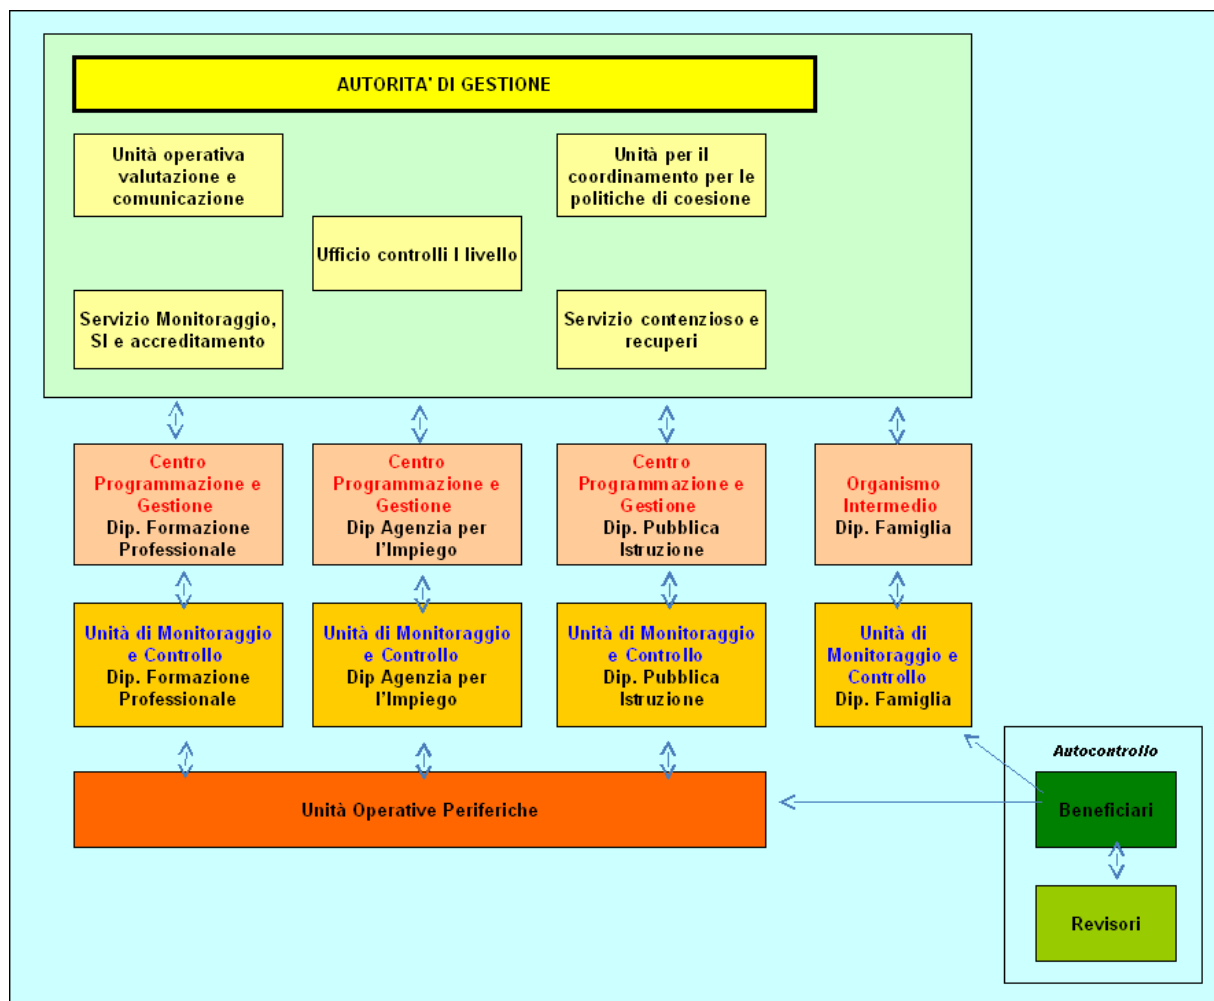 AUTORITA' DI GESTIONE
Unità operativa
valutazione e
comunicazione
Unità per il
coordinamento per le
politiche di coesione
Ufficio controlli I livello
Servizio Monitoraggio,
SI e accreditamento
Servizio contenzioso e
recuperi
Centro
Programmazione e
Gestione
Dip. Formazione
Professionale
Centro
Programmazione e
Gestione
Dip Agenzia per
l'Impiego
Centro
Programmazione e
Gestione
Dip. Pubblica
Istruzione
Organismo
Intermedio
Dip. Famiglia
Unità di Monitoraggio
e Controllo
Dip. Formazione
Professionale
Unità di Monitoraggio
e Controllo
Dip Agenzia per
l'Impiego
Unità di Monitoraggio
e Controllo
Dip. Pubblica
Istruzione
Unità di
Monitoraggio e
Controllo
Dip. Famiglia
Autocontrollo
Unità Operative Periferiche
Beneficiari
Revisori